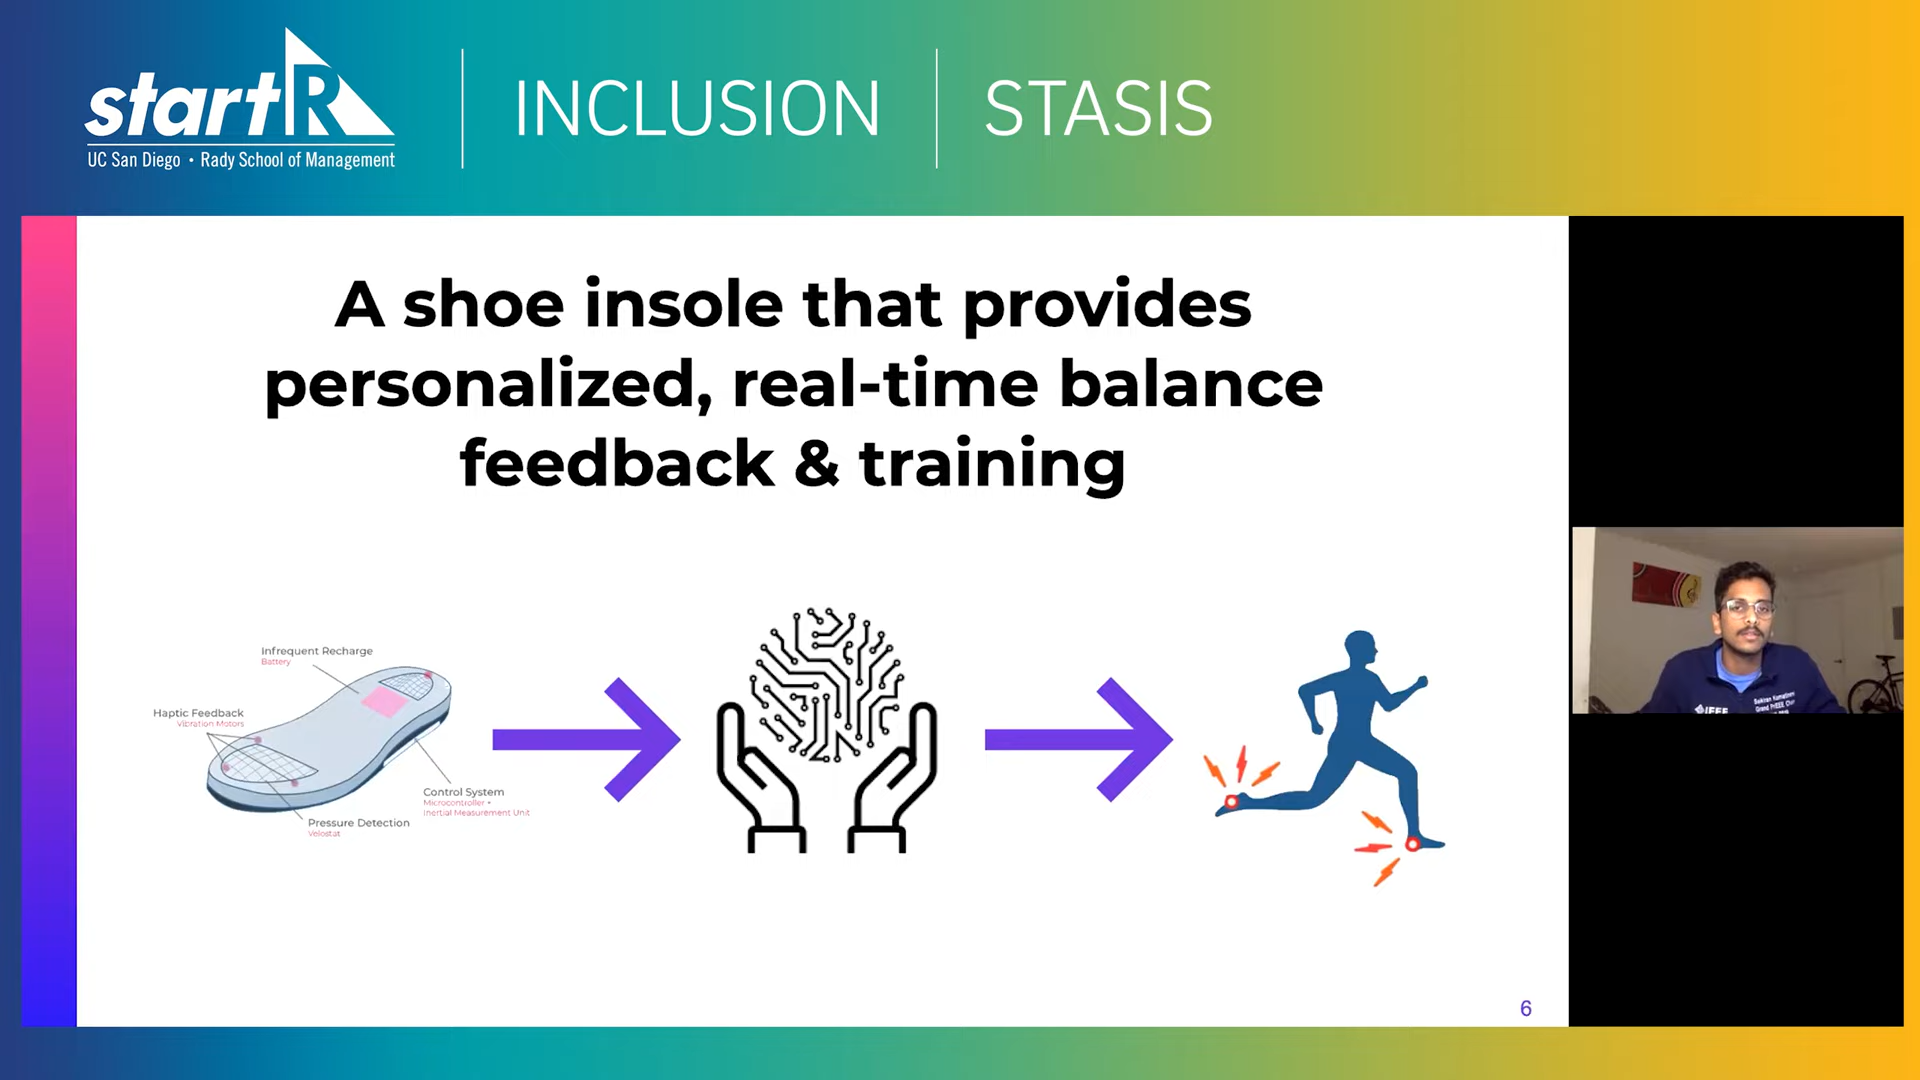 startR
UC San Diego • Rady School of Management
INCLUSION
STASIS
A shoe insole that provides
personalized, real-time balance
feedback & training
Infrequent Recharge
Battery
Haptic Feedback
Vibration Motors
Control System
Microcontroller +
Inertial Measurement Unit
Pressure Detection
Velostat
IEEE
6